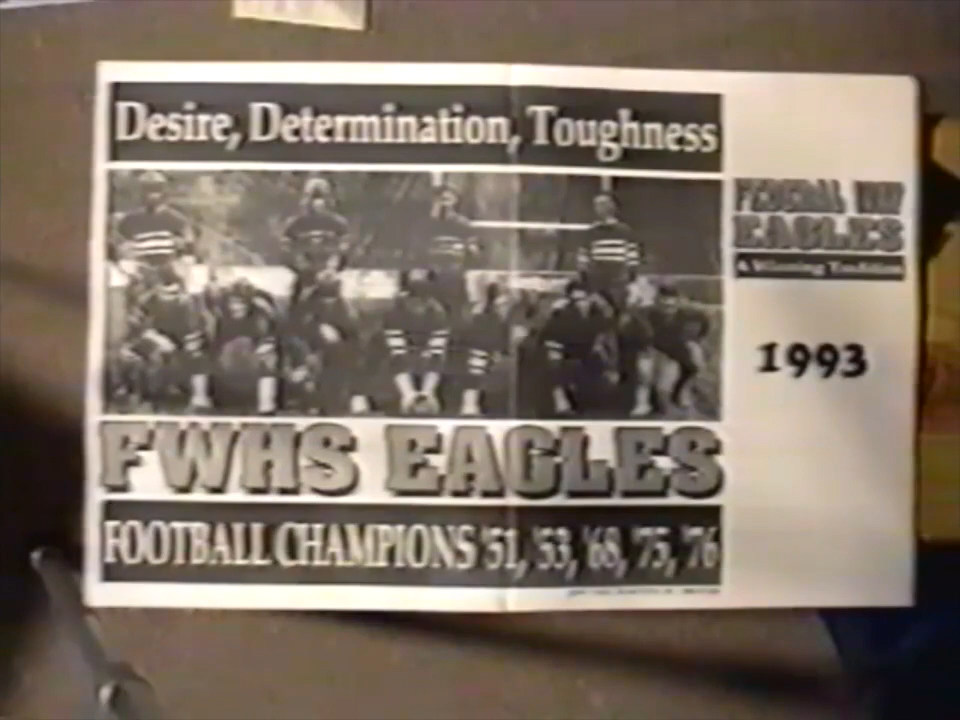 Desire, Determination, Toughness
FEDERAL WAY
EAGLES
A Winning Tradition
1993
FWHS EAGLES
FOOTBALL CHAMPIONS '51, '53, '68, '75, '76